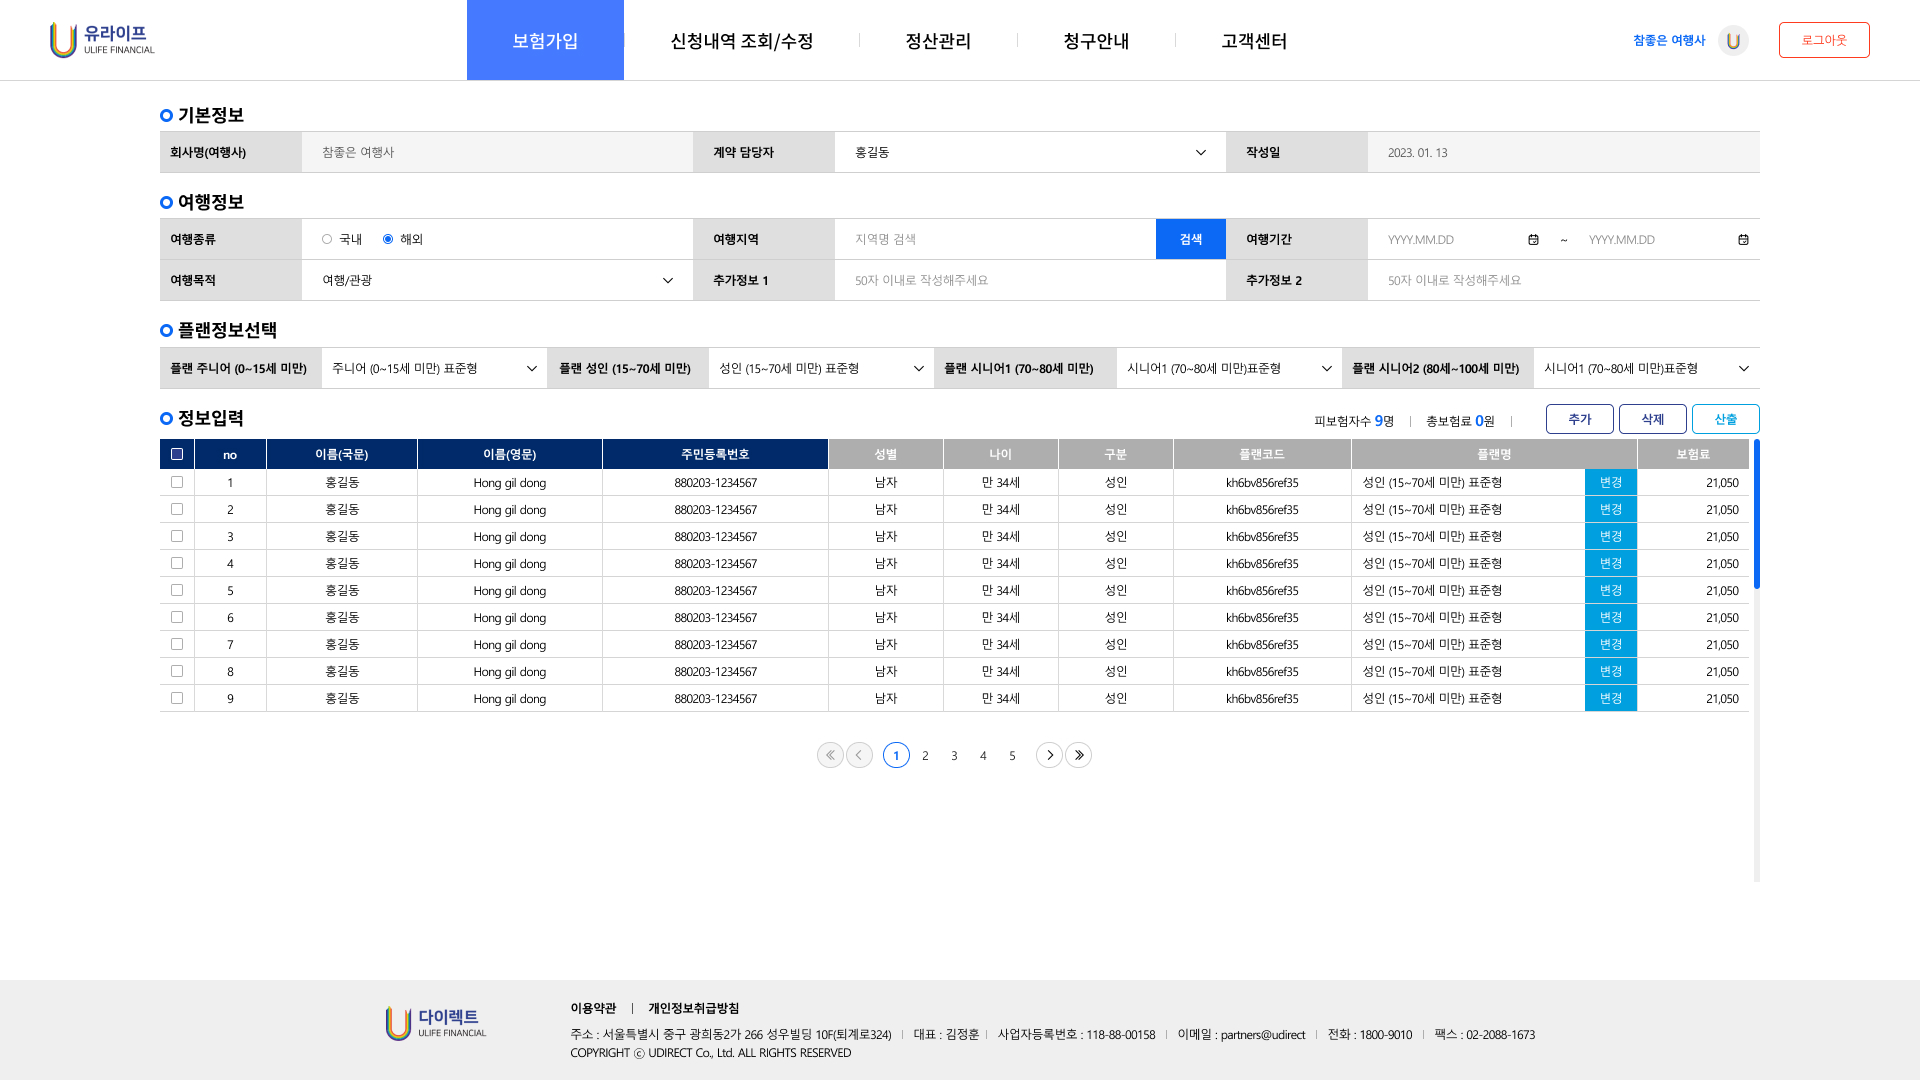 유라이프
ULIFE FINANCIAL
보험가입 신청내역 조회/수정 정산관리 청구안내 고객센터 참좋은 여행사 로그아웃
기본정보
회사명(여행사) 참좋은 여행사 계약 담당자 홍길동 작성일 2023. 01. 13
여행정보
여행종류 국내 해외 여행지역 지역명 검색 검색 여행기간 YYYY.MM.DD ~ YYYY.MM.DD
여행목적 여행/관광 추가정보 1 50자 이내로 작성해주세요 추가정보 2 50자 이내로 작성해주세요
플랜정보선택
플랜 주니어 (0~15세 미만) 주니어 (0~15세 미만) 표준형 플랜 성인 (15~70세 미만) 성인 (15~70세 미만) 표준형 플랜 시니어1 (70~80세 미만) 시니어1 (70~80세 미만)표준형 플랜 시니어2 (80세~100세 미만) 시니어1 (70~80세 미만)표준형
정보입력 피보험자수 9명 | 총보험료 0원 | 추가 삭제 산출
no 이름(국문) 이름(영문) 주민등록번호 성별 나이 구분 플랜코드 플랜명 보험료
1 홍길동 Hong gil dong 880203-1234567 남자 만 34세 성인 kh6bv856ref35 성인 (15~70세 미만) 표준형 변경 21,050
2 홍길동 Hong gil dong 880203-1234567 남자 만 34세 성인 kh6bv856ref35 성인 (15~70세 미만) 표준형 변경 21,050
3 홍길동 Hong gil dong 880203-1234567 남자 만 34세 성인 kh6bv856ref35 성인 (15~70세 미만) 표준형 변경 21,050
4 홍길동 Hong gil dong 880203-1234567 남자 만 34세 성인 kh6bv856ref35 성인 (15~70세 미만) 표준형 변경 21,050
5 홍길동 Hong gil dong 880203-1234567 남자 만 34세 성인 kh6bv856ref35 성인 (15~70세 미만) 표준형 변경 21,050
6 홍길동 Hong gil dong 880203-1234567 남자 만 34세 성인 kh6bv856ref35 성인 (15~70세 미만) 표준형 변경 21,050
7 홍길동 Hong gil dong 880203-1234567 남자 만 34세 성인 kh6bv856ref35 성인 (15~70세 미만) 표준형 변경 21,050
8 홍길동 Hong gil dong 880203-1234567 남자 만 34세 성인 kh6bv856ref35 성인 (15~70세 미만) 표준형 변경 21,050
9 홍길동 Hong gil dong 880203-1234567 남자 만 34세 성인 kh6bv856ref35 성인 (15~70세 미만) 표준형 변경 21,050
1 2 3 4 5
다이렉트
ULIFE FINANCIAL
이용약관 | 개인정보취급방침
주소 : 서울특별시 중구 광희동2가 266 성우빌딩 10F(퇴계로324) | 대표 : 김정훈 | 사업자등록번호 : 118-88-00158 | 이메일 : partners@udirect | 전화 : 1800-9010 | 팩스 : 02-2088-1673
COPYRIGHT ⓒ UDIRECT Co., Ltd. ALL RIGHTS RESERVED